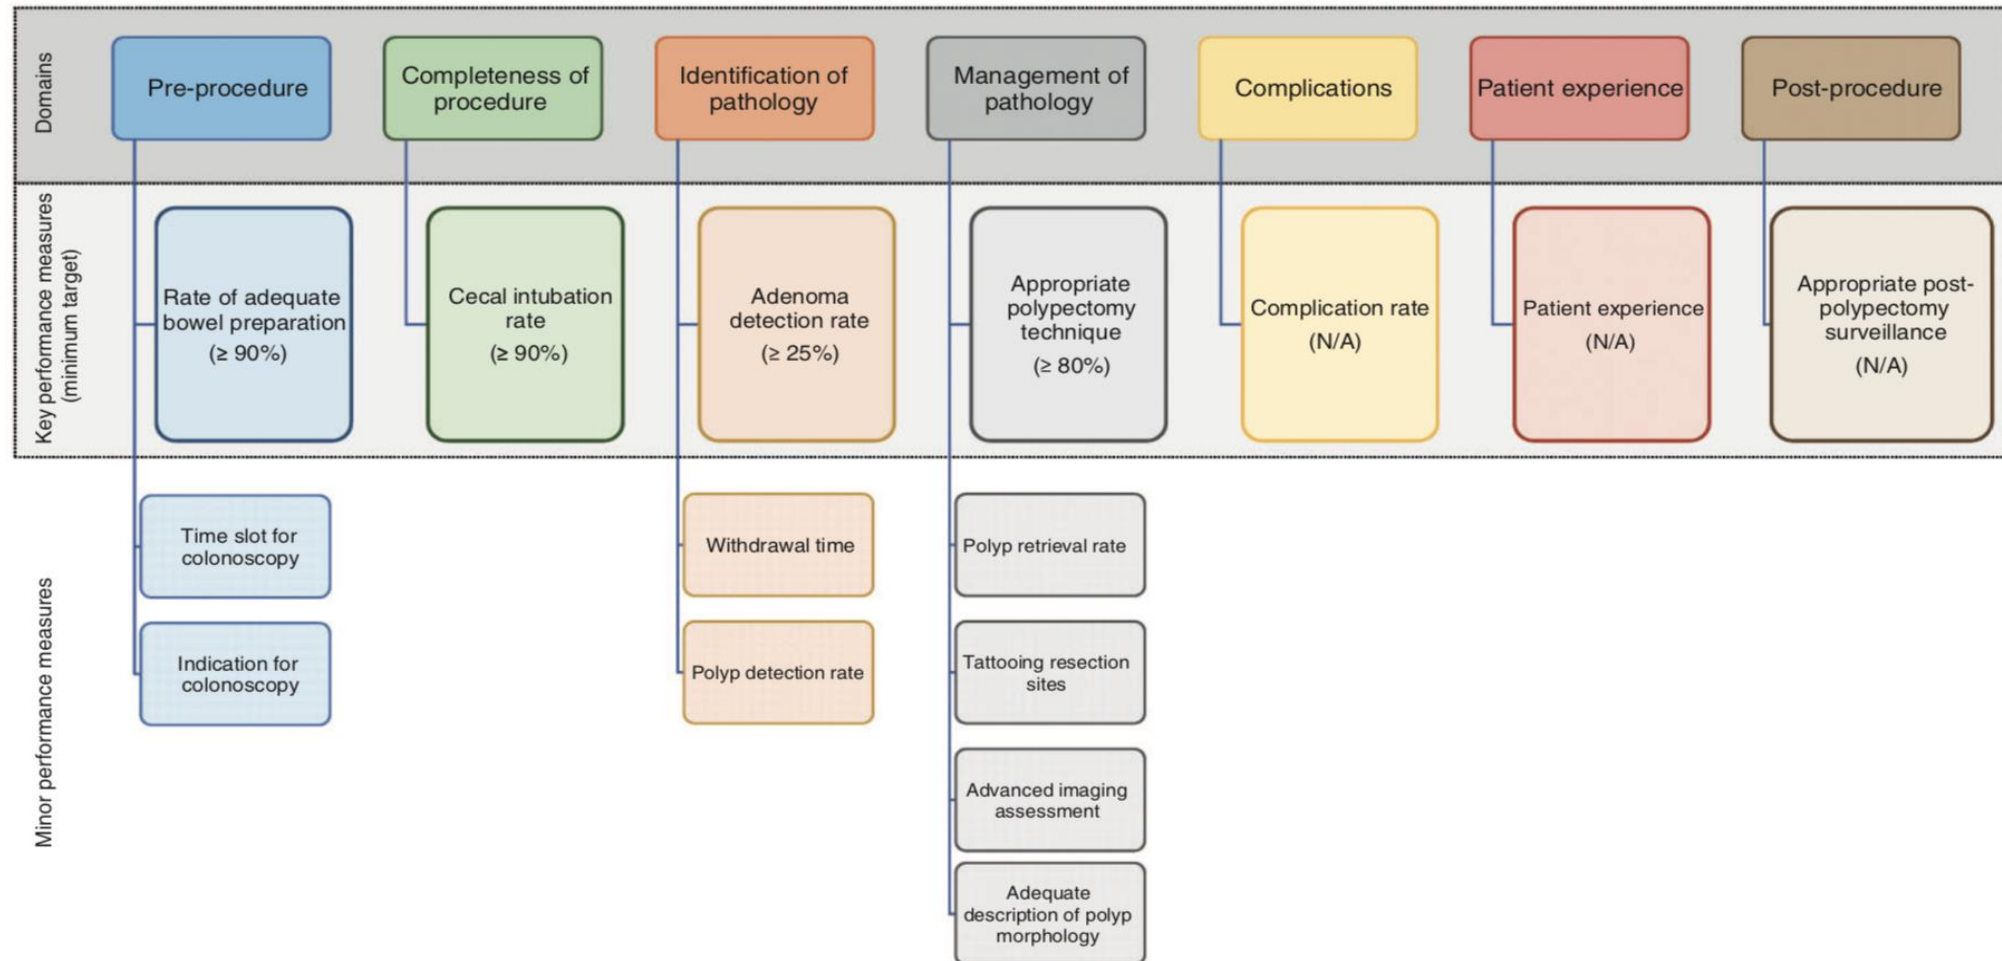 Domains
Pre-procedure
Completeness of
procedure
Identification of
pathology
Management of
pathology
Complications
Patient experience
Post-procedure
Key performance measures
(minimum target)
Rate of adequate
bowel preparation
(≥ 90%)
Cecal intubation
rate
(≥ 90%)
Adenoma
detection rate
(≥ 25%)
Appropriate
polypectomy
technique
(≥ 80%)
Complication rate
(N/A)
Patient experience
(N/A)
Appropriate post-
polypectomy
surveillance
(N/A)
Minor performance measures
Time slot for
colonoscopy
Indication for
colonoscopy
Withdrawal time
Polyp detection rate
Polyp retrieval rate
Tattooing resection
sites
Advanced imaging
assessment
Adequate
description of polyp
morphology